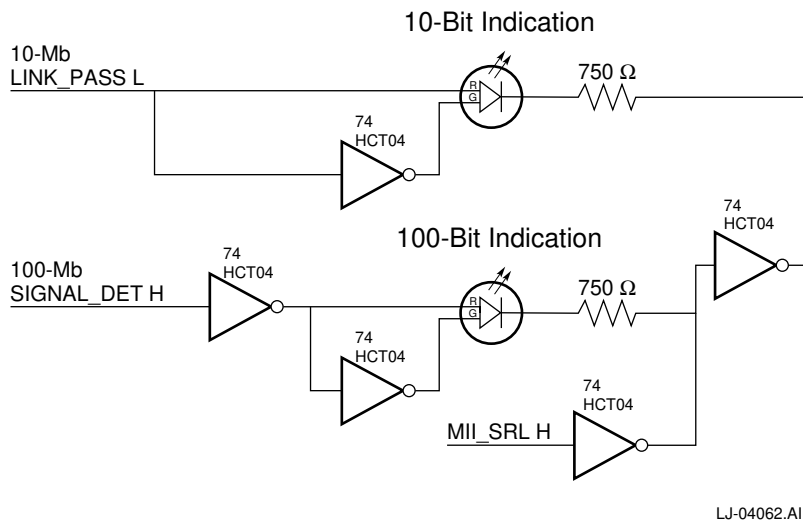 10-Bit Indication
10-Mb
LINK_PASS L
R
G
750 Ω
74
HCT04
74
HCT04
100-Bit Indication
100-Mb
SIGNAL_DET H
74
HCT04
R
G
750 Ω
74
HCT04
74
HCT04
MII_SRL H
LJ-04062.AI